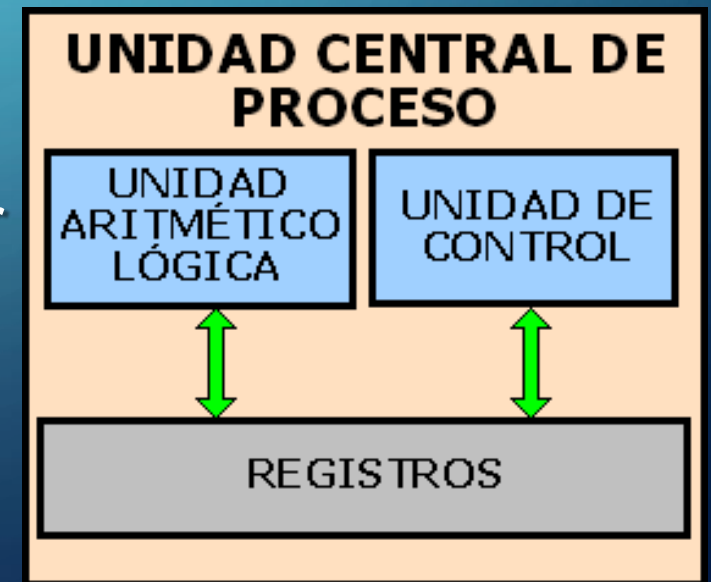 UNIDAD CENTRAL DE
PROCESO
UNIDAD
ARITMÉTICO
LÓGICA
UNIDAD DE
CONTROL
REGISTROS